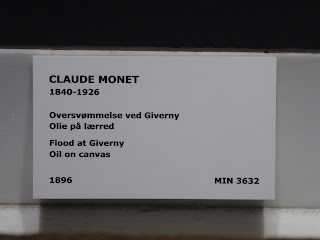 CLAUDE MONET
1840-1926
Oversvømmelse ved Giverny
Olie på lærred
Flood at Giverny
Oil on canvas
1896 MIN 3632